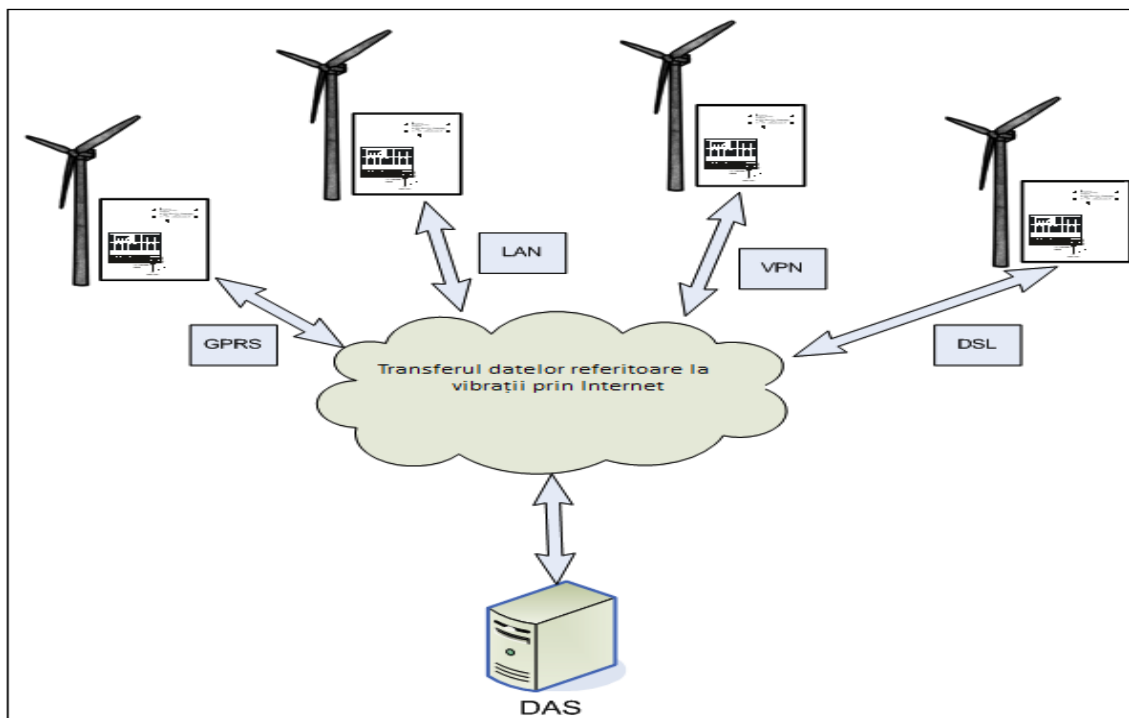 LAN
VPN
GPRS
DSL
Transferul datelor referitoare la
vibrații prin Internet
DAS